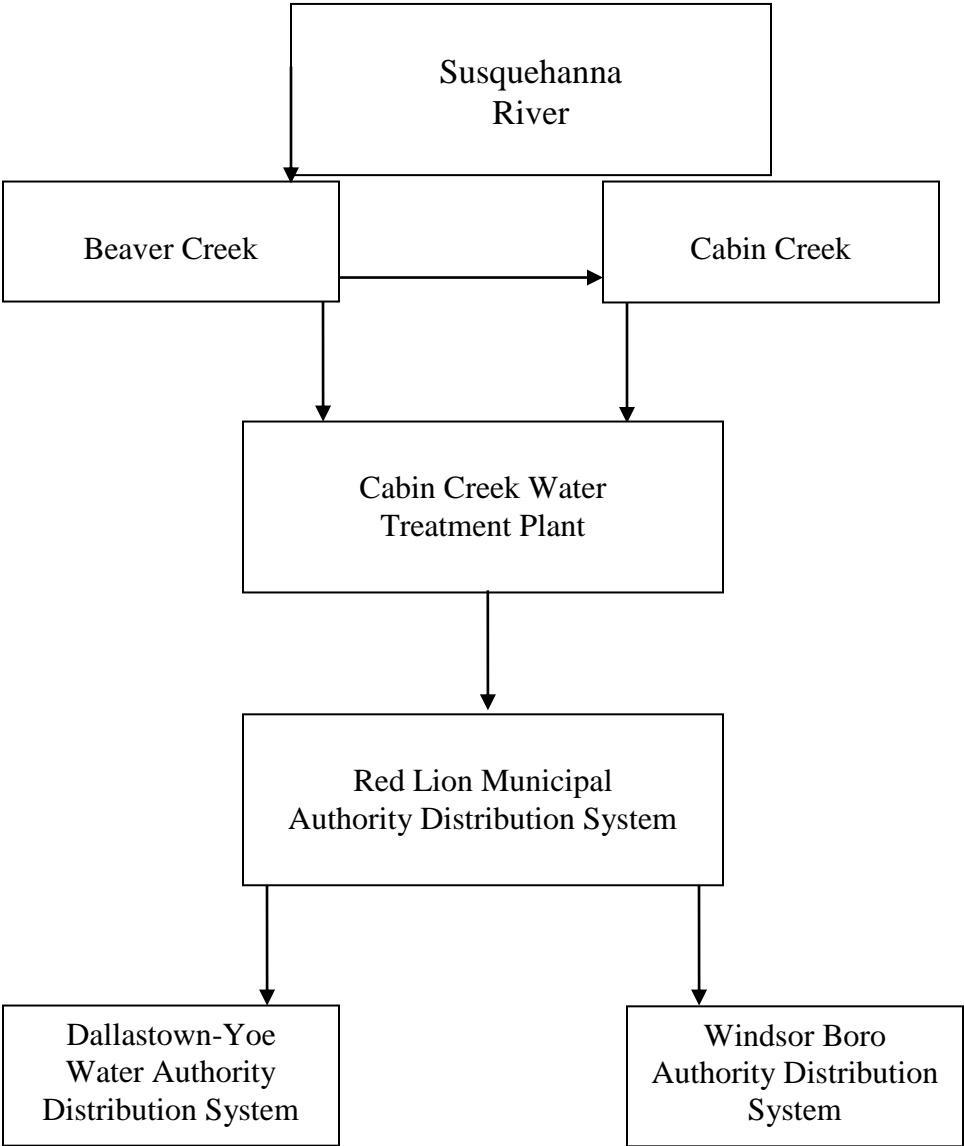 Susquehanna
River
Beaver Creek
Cabin Creek
Cabin Creek Water
Treatment Plant
Red Lion Municipal
Authority Distribution System
Dallastown-Yoe
Water Authority
Distribution System
Windsor Boro
Authority Distribution
System